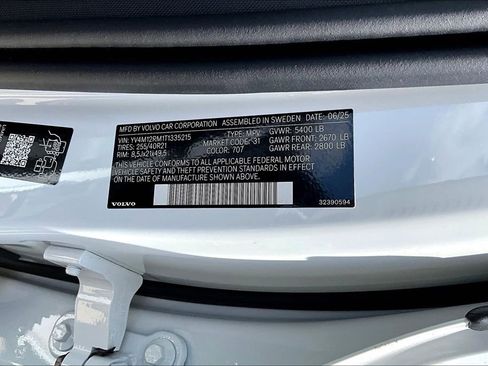 MFD BY VOLVO CAR CORPORATION ASSEMBLED IN SWEDEN DATE: 06/25
VIN: YV4M12RM1T1335215 TYPE: MPV GVWR: 5400 LB
TIRES: 255/40R21 MARKET CODE: 31 GAWR FRONT: 2670 LB
RIM: 8,5x21x49,5 COLOR: 707 GAWR REAR: 2800 LB
THIS VEHICLE CONFORMS TO ALL APPLICABLE FEDERAL MOTOR
VEHICLE SAFETY AND THEFT PREVENTION STANDARDS IN EFFECT
ON THE DATE OF MANUFACTURE SHOWN ABOVE.
VOLVO 32390594